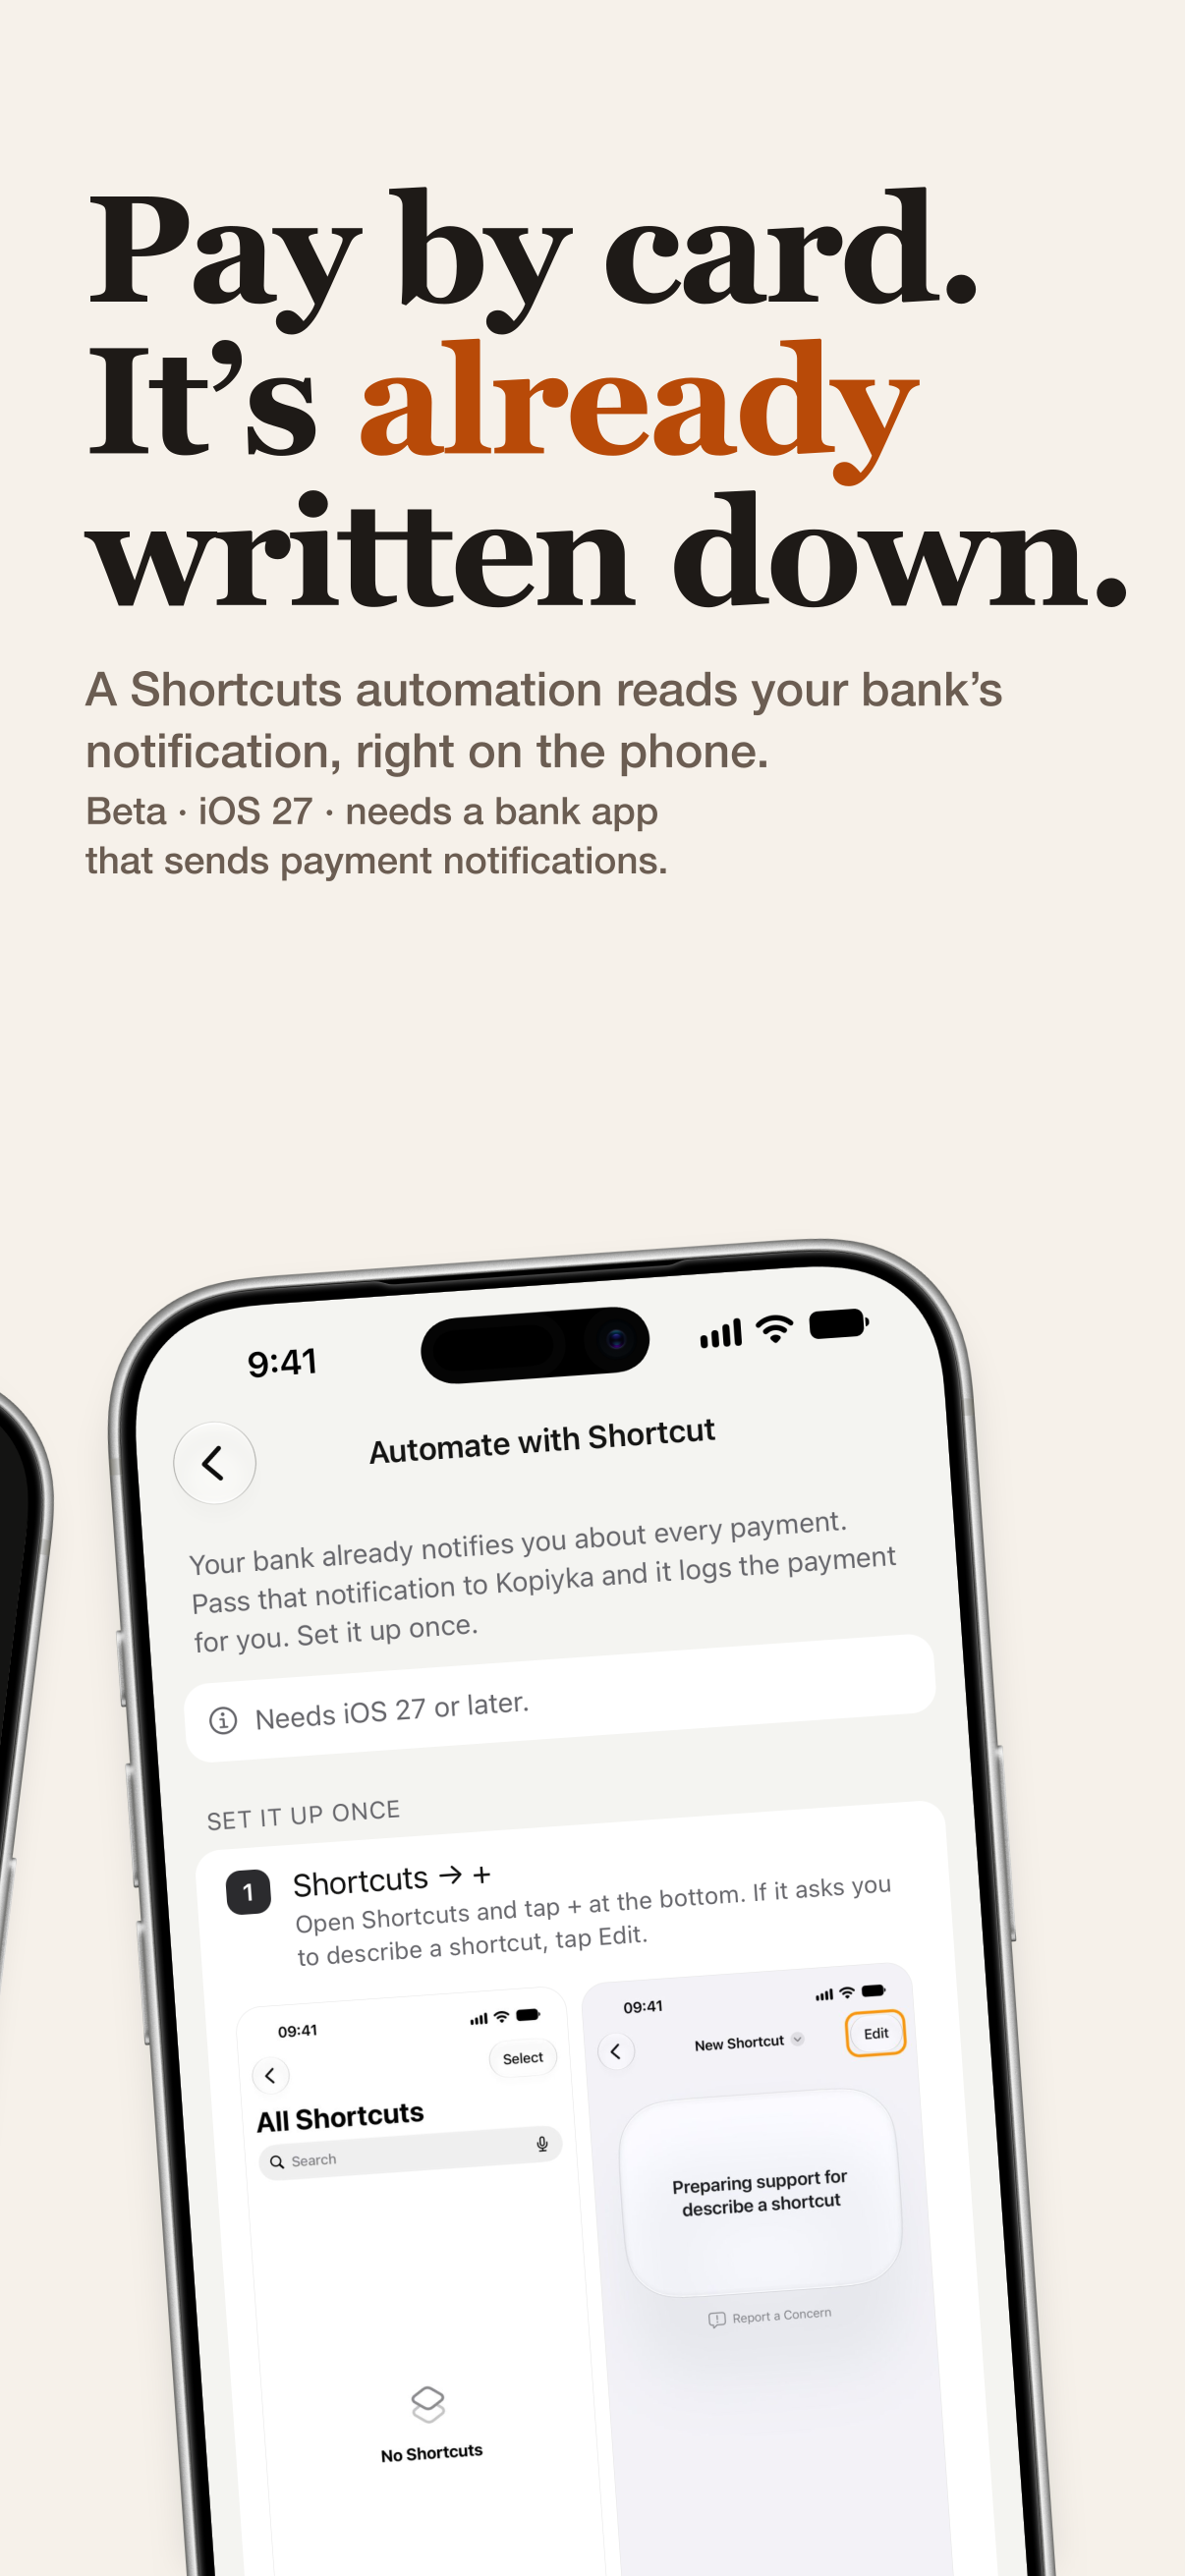 Pay by card.
It’s already
written down.
A Shortcuts automation reads your bank’s
notification, right on the phone.
Beta · iOS 27 · needs a bank app
that sends payment notifications.
9:41
Automate with Shortcut
Your bank already notifies you about every payment.
Pass that notification to Kopiyka and it logs the payment
for you. Set it up once.
Needs iOS 27 or later.
SET IT UP ONCE
1
Shortcuts → +
Open Shortcuts and tap + at the bottom. If it asks you
to describe a shortcut, tap Edit.
09:41
Select
All Shortcuts
Search
No Shortcuts
09:41
New Shortcut
Edit
Preparing support for
describe a shortcut
Report a Concern